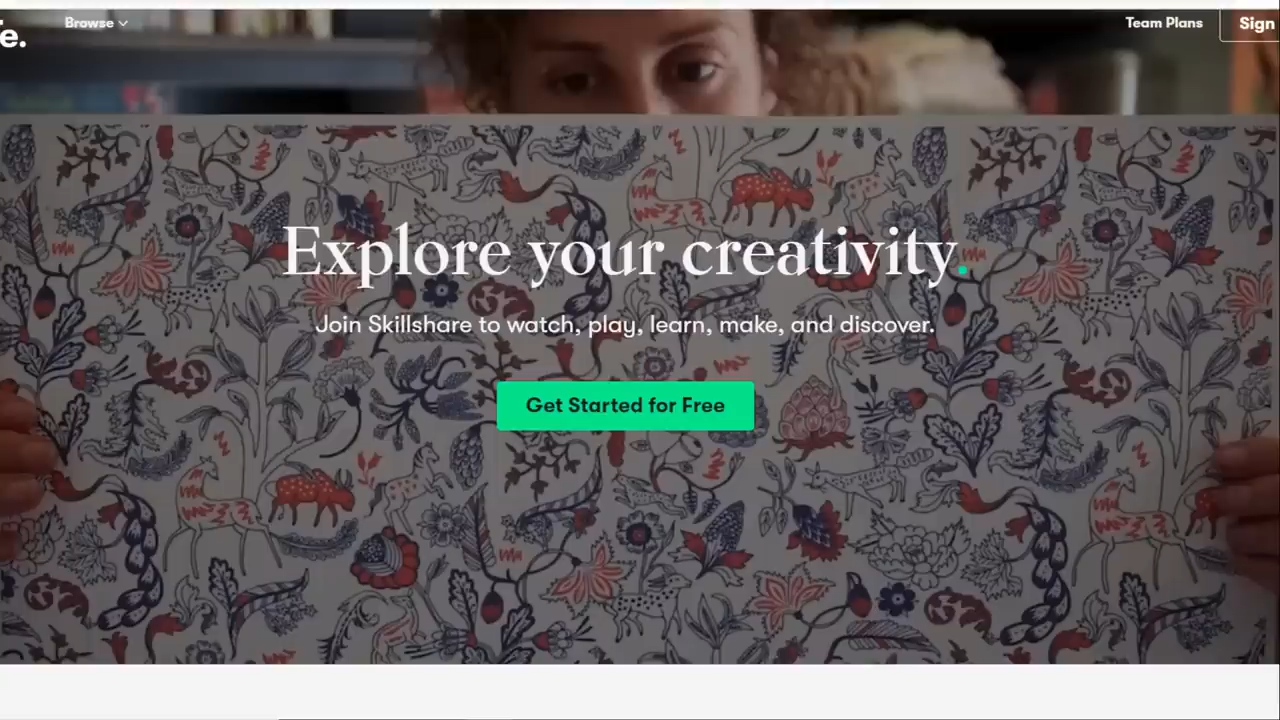 e.
Browse
Team Plans
Sign
Explore your creativity.
Join Skillshare to watch, play, learn, make, and discover.
Get Started for Free